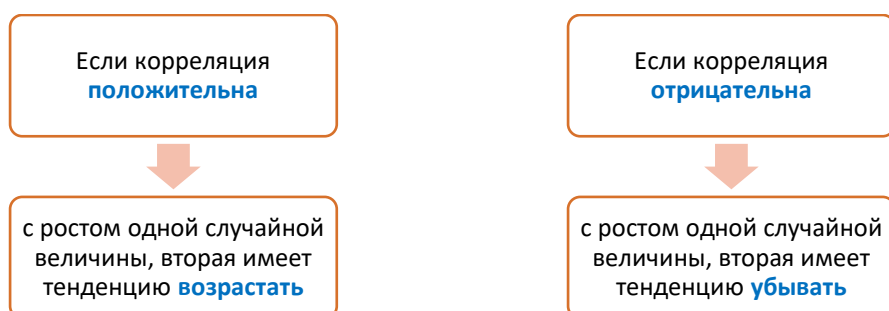 Если корреляция
положительна
с ростом одной случайной
величины, вторая имеет
тенденцию возрастать
Если корреляция
отрицательна
с ростом одной случайной
величины, вторая имеет
тенденцию убывать